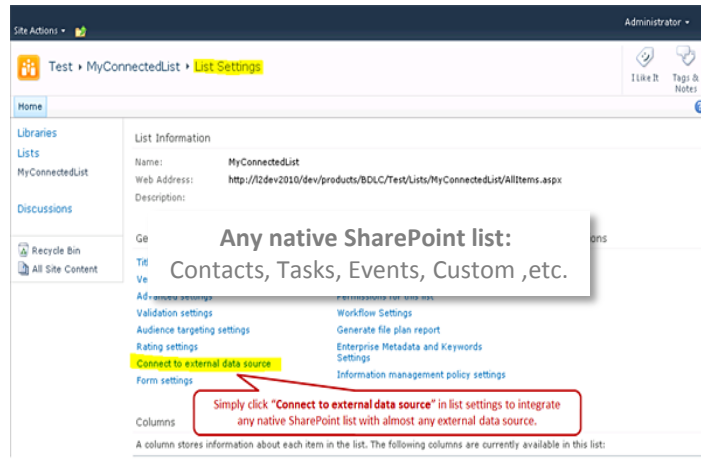 Administrator
Site Actions
Test ▸ MyConnectedList ▸ List Settings
I Like It
Tags &
Notes
Home
Libraries
Lists
MyConnectedList
Discussions
Recycle Bin
All Site Content
List Information
Name: MyConnectedList
Web Address: http://l2dev2010/dev/products/BDLC/Test/Lists/MyConnectedList/AllItems.aspx
Description:
Any native SharePoint list:
Contacts, Tasks, Events, Custom ,etc.
Advanced settings
Validation settings
Audience targeting settings
Rating settings
Connect to external data source
Form settings
Permissions for this list
Workflow Settings
Generate file plan report
Enterprise Metadata and Keywords
Settings
Information management policy settings
Simply click "Connect to external data source" in list settings to integrate
any native SharePoint list with almost any external data source.
Columns
A column stores information about each item in the list. The following columns are currently available in this list: